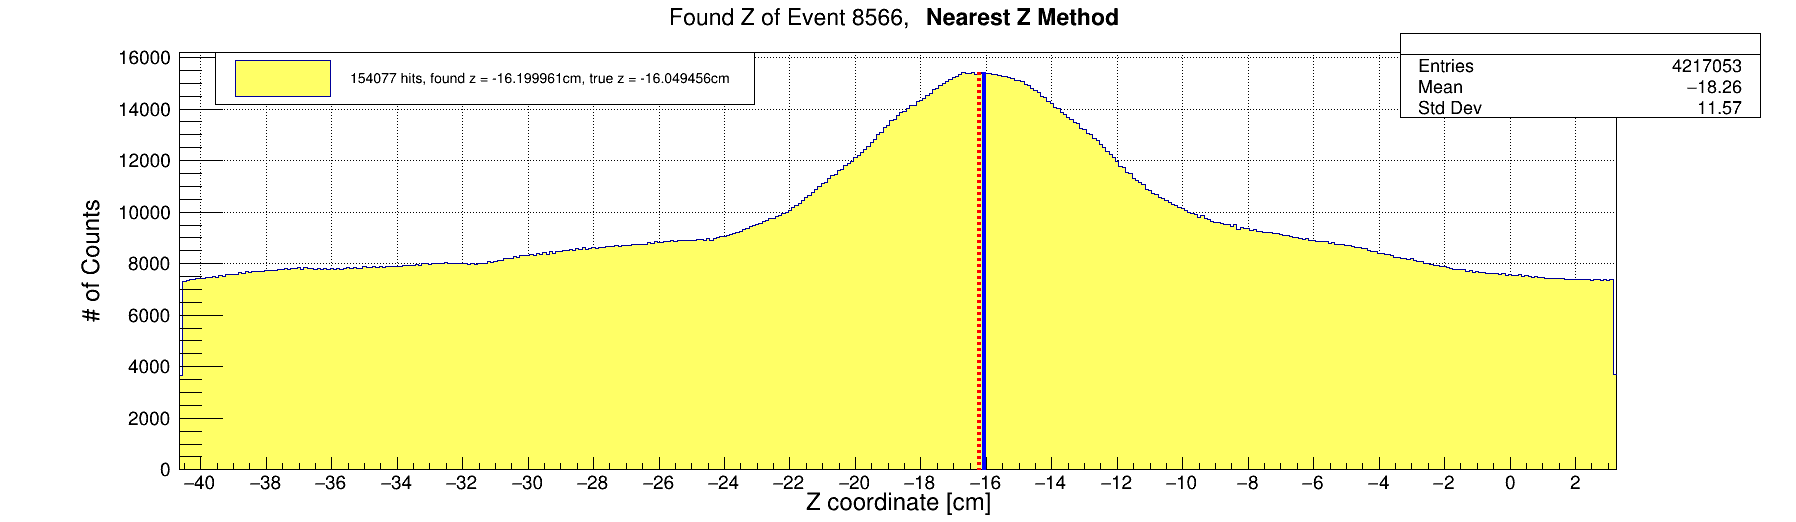 Found Z of Event 8566, Nearest Z Method
154077 hits, found z = -16.199961cm, true z = -16.049456cm
Entries 4217053
Mean −18.26
Std Dev 11.57
# of Counts
16000
14000
12000
10000
8000
6000
4000
2000
0
−40 −38 −36 −34 −32 −30 −28 −26 −24 −22 −20 −18 −16 −14 −12 −10 −8 −6 −4 −2 0 2
Z coordinate [cm]